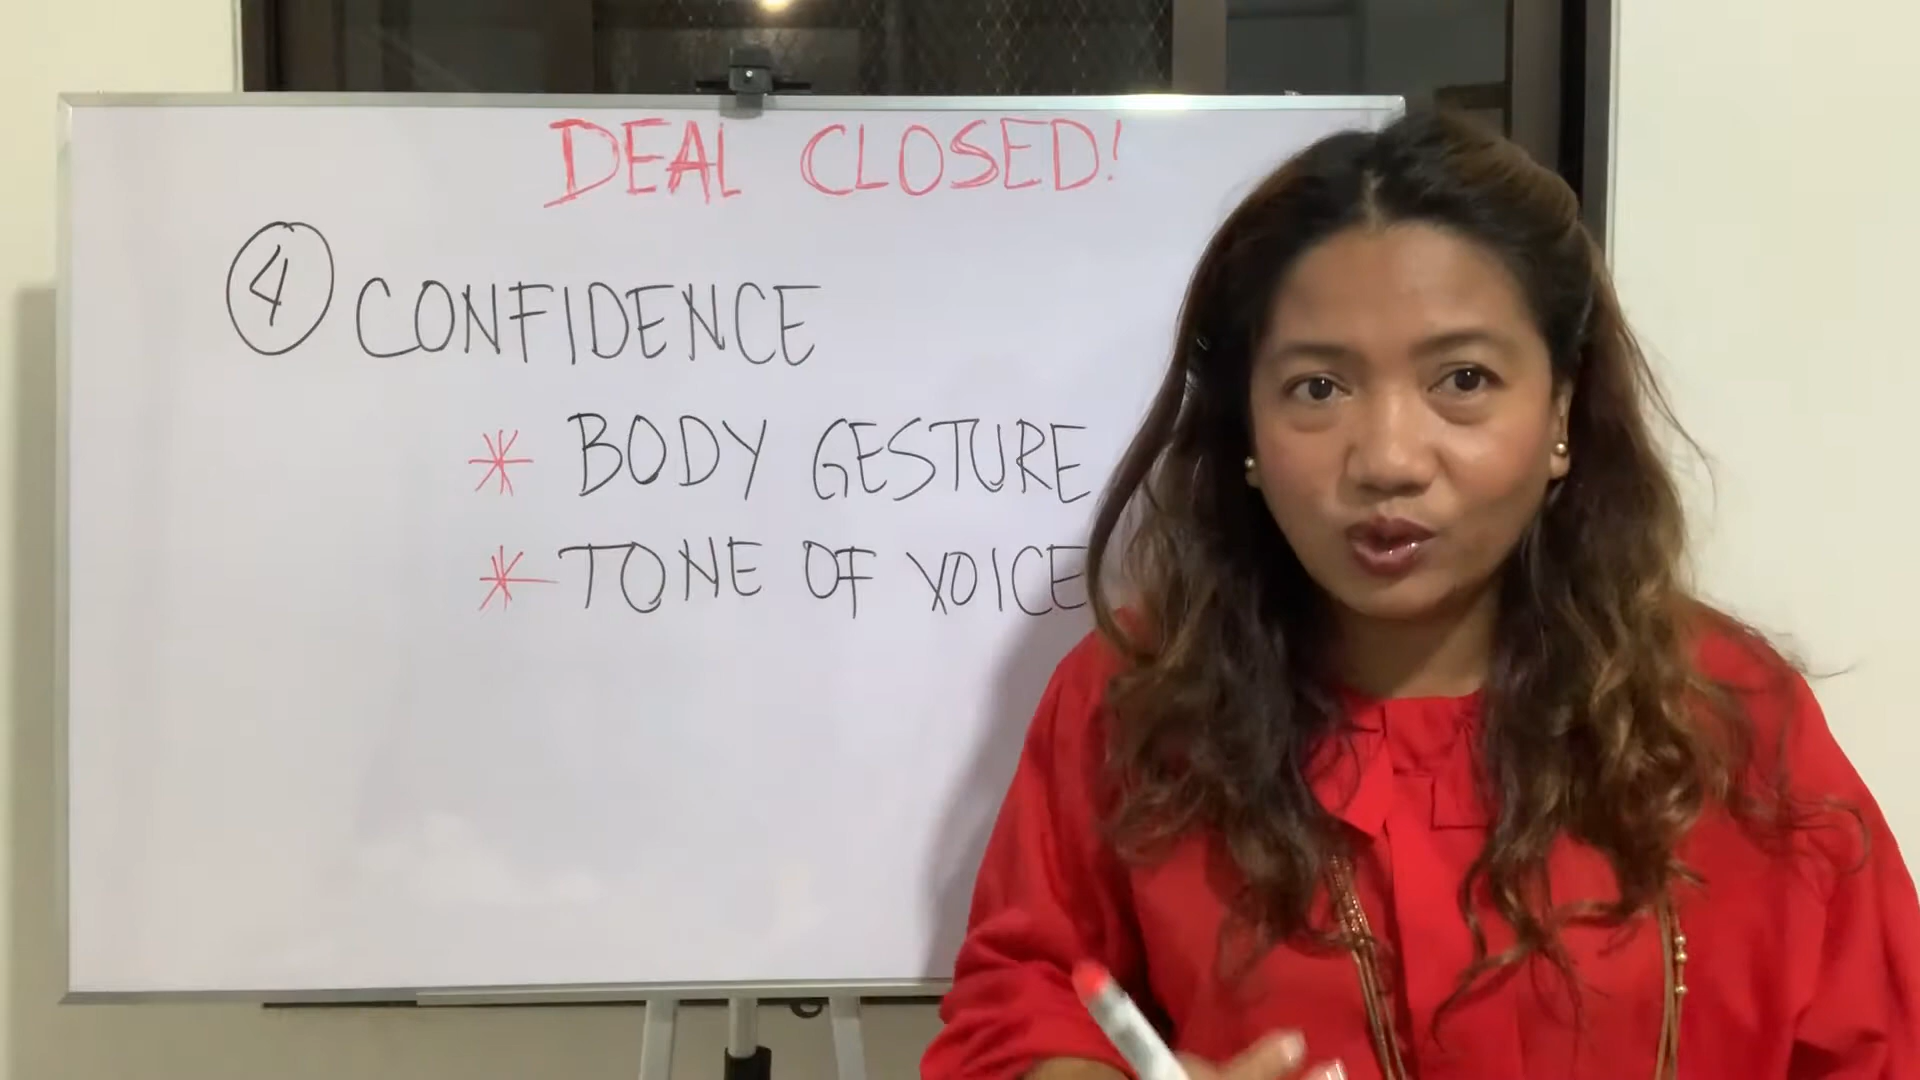 DEAL CLOSED!
4 CONFIDENCE
* BODY GESTURE
* TONE OF VOICE